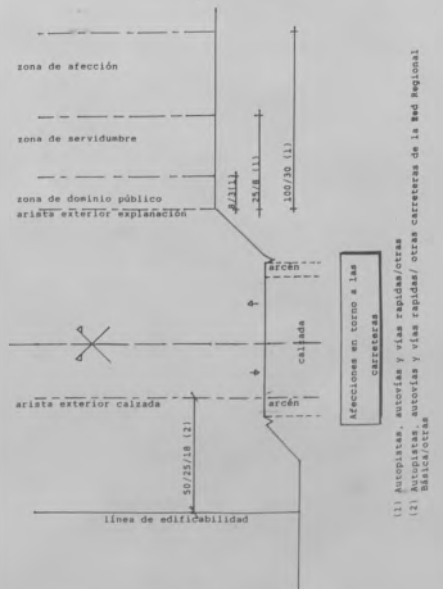 zona de afección
zona de servidumbre
zona de dominio público
arista exterior explanación
8/3(1)
25/8 (1)
100/30 (1)
arcén
calzada
arcén
arista exterior calzada
50/25/18 (2)
línea de edificabilidad
Afecciones en torno a las
carreteras
(1) Autopistas, autovías y vías rapidas/otras
(2) Autopistas, autovías y vías rapidas/ otras carreteras de la Red Regional
Básica/otras